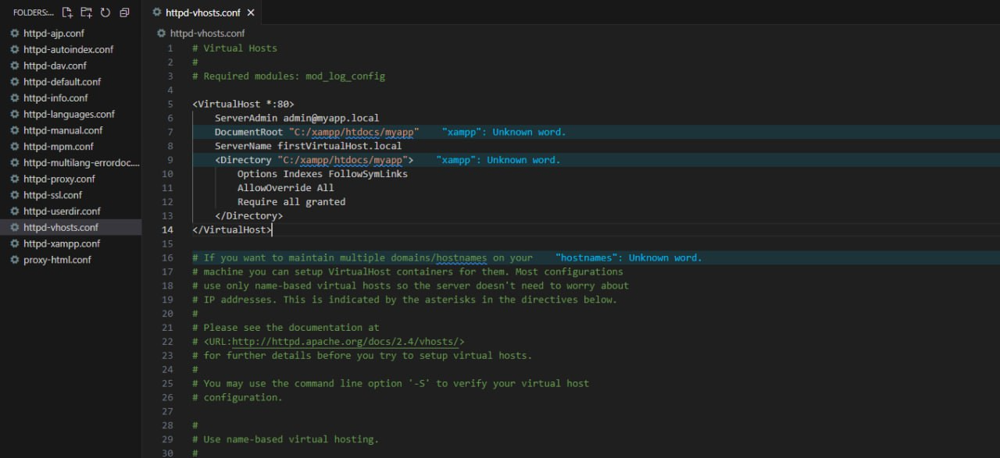 FOLDERS:...
httpd-ajp.conf
httpd-autoindex.conf
httpd-dav.conf
httpd-default.conf
httpd-info.conf
httpd-languages.conf
httpd-manual.conf
httpd-mpm.conf
httpd-multilang-errordoc....
httpd-proxy.conf
httpd-ssl.conf
httpd-userdir.conf
httpd-vhosts.conf
httpd-xampp.conf
proxy-html.conf
httpd-vhosts.conf
httpd-vhosts.conf
1 # Virtual Hosts
2 #
3 # Required modules: mod_log_config
4
5 <VirtualHost *:80>
6 ServerAdmin admin@myapp.local
7 DocumentRoot "C:/xampp/htdocs/myapp" "xampp": Unknown word.
8 ServerName firstVirtualHost.local
9 <Directory "C:/xampp/htdocs/myapp"> "xampp": Unknown word.
10 Options Indexes FollowSymLinks
11 AllowOverride All
12 Require all granted
13 </Directory>
14 </VirtualHost>
15
16 # If you want to maintain multiple domains/hostnames on your "hostnames": Unknown word.
17 # machine you can setup VirtualHost containers for them. Most configurations
18 # use only name-based virtual hosts so the server doesn't need to worry about
19 # IP addresses. This is indicated by the asterisks in the directives below.
20 #
21 # Please see the documentation at
22 # <URL:http://httpd.apache.org/docs/2.4/vhosts/>
23 # for further details before you try to setup virtual hosts.
24 #
25 # You may use the command line option '-S' to verify your virtual host
26 # configuration.
27
28 #
29 # Use name-based virtual hosting.
30 #